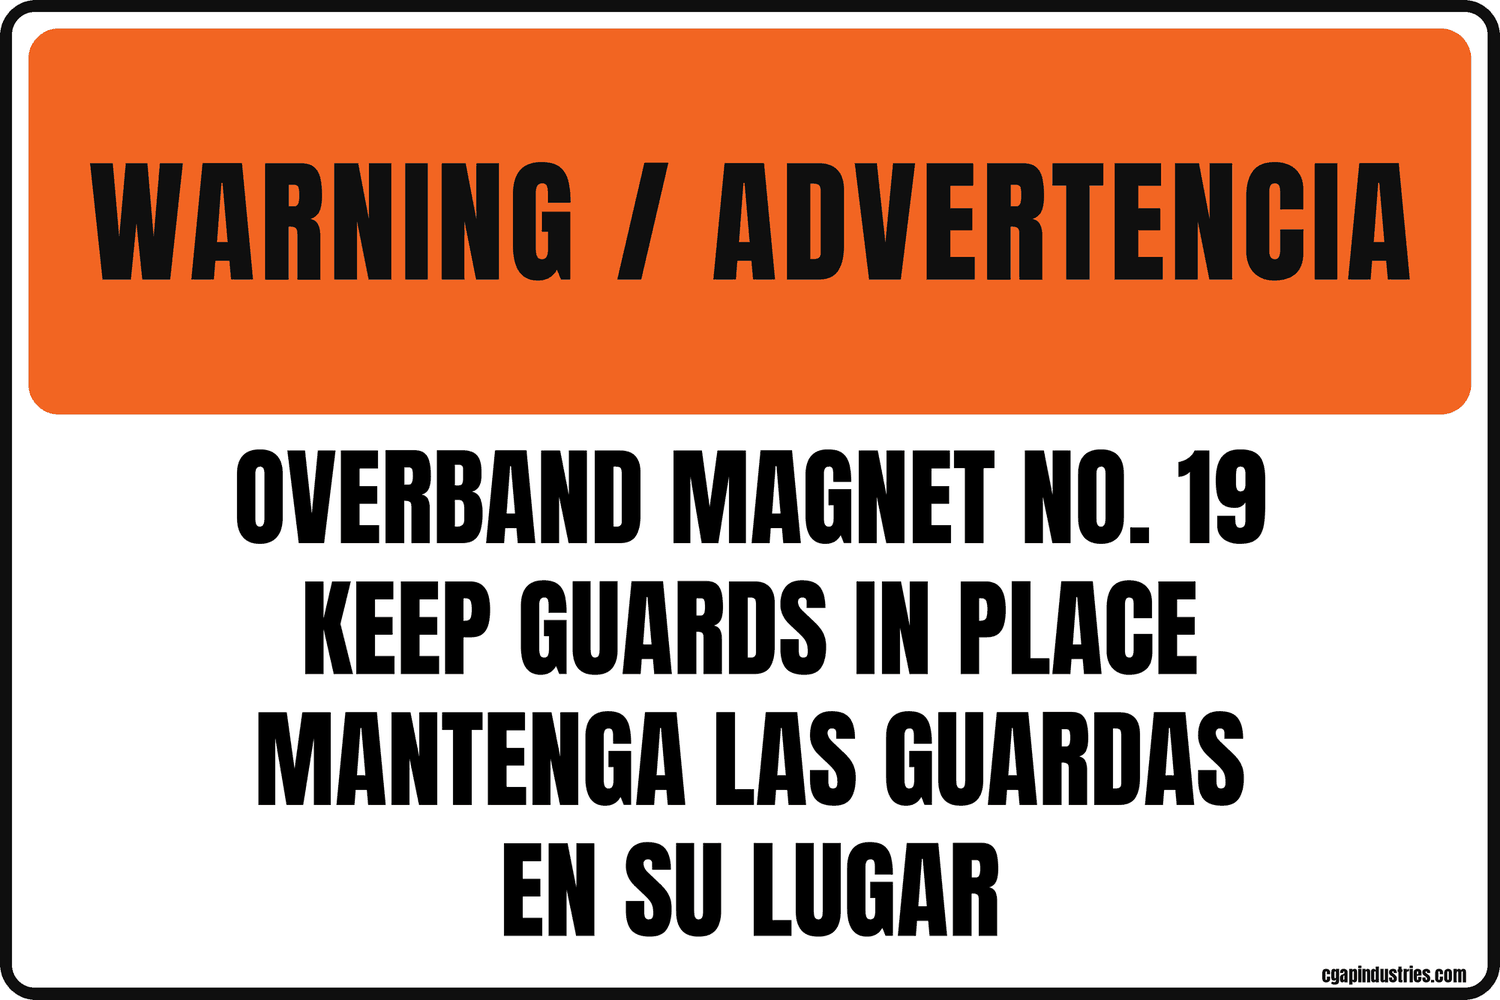 WARNING / ADVERTENCIA
OVERBAND MAGNET NO. 19
KEEP GUARDS IN PLACE
MANTENGA LAS GUARDAS
EN SU LUGAR
cgapindustries.com